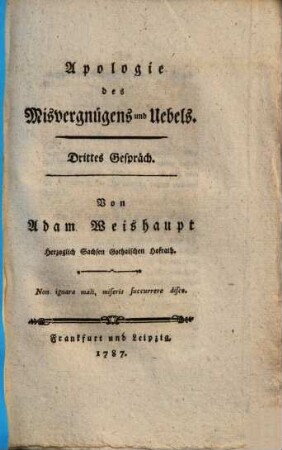 Apologie
des
Misvergnügens und Uebels.
Drittes Gespräch.
Von
Adam Weishaupt
Herzoglich Sachsen Gothaischen Hofrath.
Non ignara mali, miseris succurrere disco.
Frankfurt und Leipzig,
1787.